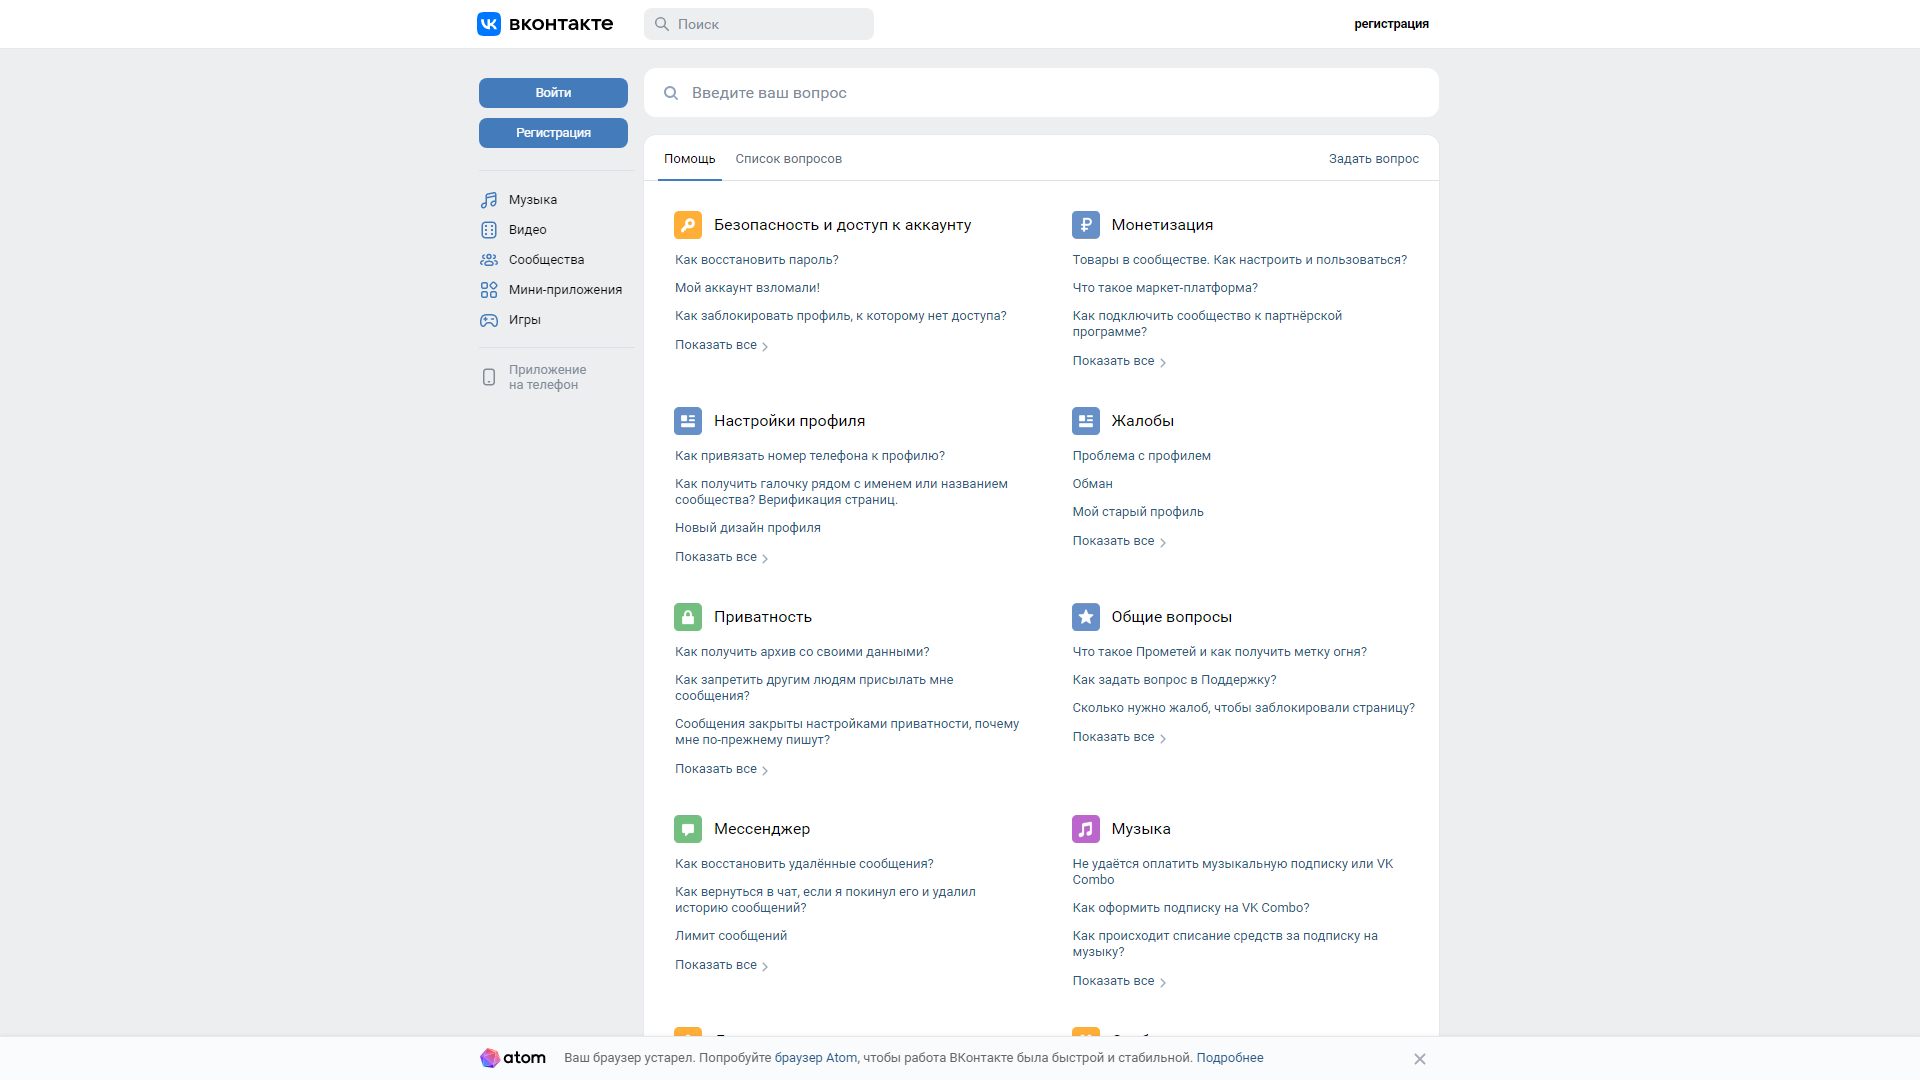 вконтакте
Поиск
регистрация
Войти
Регистрация
Музыка
Видео
Сообщества
Мини-приложения
Игры
Приложение
на телефон
Введите ваш вопрос
Помощь
Список вопросов
Задать вопрос
Безопасность и доступ к аккаунту
Как восстановить пароль?
Мой аккаунт взломали!
Как заблокировать профиль, к которому нет доступа?
Показать все
Монетизация
Товары в сообществе. Как настроить и пользоваться?
Что такое маркет-платформа?
Как подключить сообщество к партнёрской
программе?
Показать все
Настройки профиля
Как привязать номер телефона к профилю?
Как получить галочку рядом с именем или названием
сообщества? Верификация страниц.
Новый дизайн профиля
Показать все
Жалобы
Проблема с профилем
Обман
Мой старый профиль
Показать все
Приватность
Как получить архив со своими данными?
Как запретить другим людям присылать мне
сообщения?
Сообщения закрыты настройками приватности, почему
мне по-прежнему пишут?
Показать все
Общие вопросы
Что такое Прометей и как получить метку огня?
Как задать вопрос в Поддержку?
Сколько нужно жалоб, чтобы заблокировали страницу?
Показать все
Мессенджер
Как восстановить удалённые сообщения?
Как вернуться в чат, если я покинул его и удалил
историю сообщений?
Лимит сообщений
Показать все
Музыка
Не удаётся оплатить музыкальную подписку или VK
Combo
Как оформить подписку на VK Combo?
Как происходит списание средств за подписку на
музыку?
Показать все
atom
Ваш браузер устарел. Попробуйте браузер Atom, чтобы работа ВКонтакте была быстрой и стабильной. Подробнее